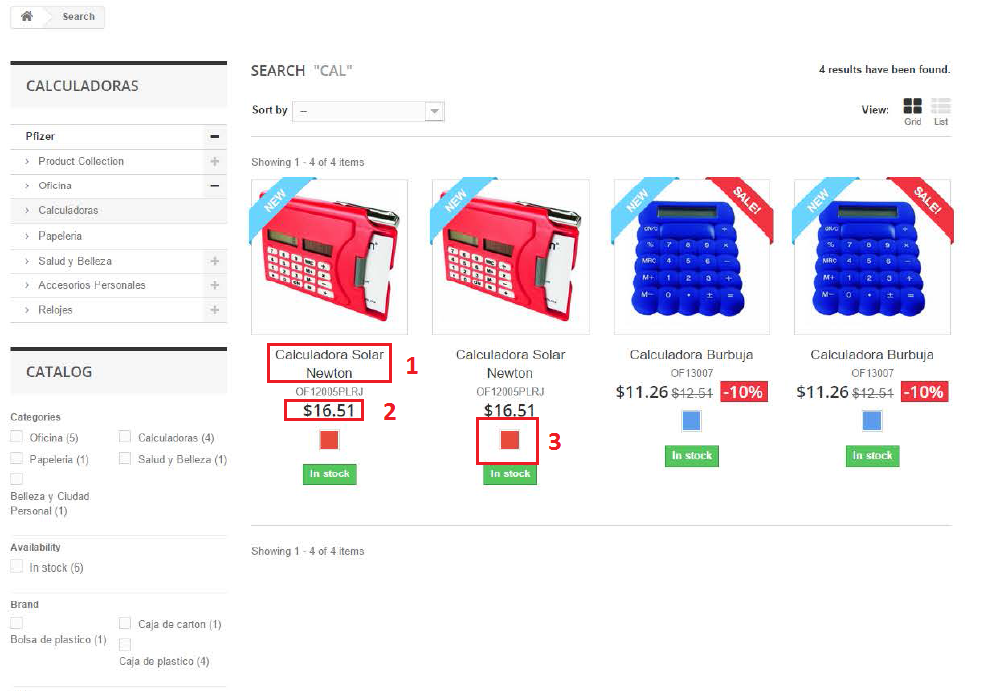 Search
CALCULADORAS
Pfizer
Product Collection
Oficina
Calculadoras
Papeleria
Salud y Belleza
Accesorios Personales
Relojes
CATALOG
Categories
Oficina (5)
Calculadoras (4)
Papeleria (1)
Salud y Belleza (1)
Belleza y Ciudad
Personal (1)
Availability
In stock (6)
Brand
Bolsa de plastico (1)
Caja de carton (1)
Caja de plastico (4)
SEARCH "CAL"
4 results have been found.
Sort by --
View:
Grid
List
Showing 1 - 4 of 4 items
NEW
Calculadora Solar
Newton
1
OF12005PLRJ
$16.51
2
In stock
NEW
Calculadora Solar
Newton
OF12005PLRJ
$16.51
3
In stock
NEW
SALE!
Calculadora Burbuja
OF13007
$11.26 $12.51 -10%
In stock
NEW
SALE!
Calculadora Burbuja
OF13007
$11.26 $12.51 -10%
In stock
Showing 1 - 4 of 4 items